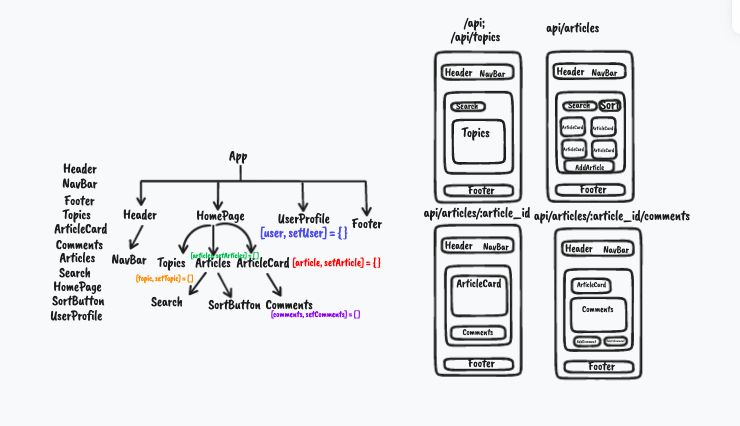 /api;
/api/topics
api/articles
Header NavBar
Search
Topics
Footer
Header NavBar
Search Sort
ArticleCard ArticleCard
ArticleCard ArticleCard
AddArticle
Footer
api/articles/:article_id
api/articles/:article_id/comments
Header NavBar
ArticleCard
Comments
Footer
Header NavBar
ArticleCard
Comments
Footer
Header
NavBar
Footer
Topics
ArticleCard
Comments
Articles
Search
HomePage
SortButton
UserProfile
App
Header
HomePage
UserProfile
Footer
[user, setUser] = { }
NavBar
Topics
Articles
ArticleCard
[articles, setArticles] = [ ]
[article, setArticle] = { }
[topic, setTopic] = { }
Search
SortButton
Comments
[comments, setComments] = { }